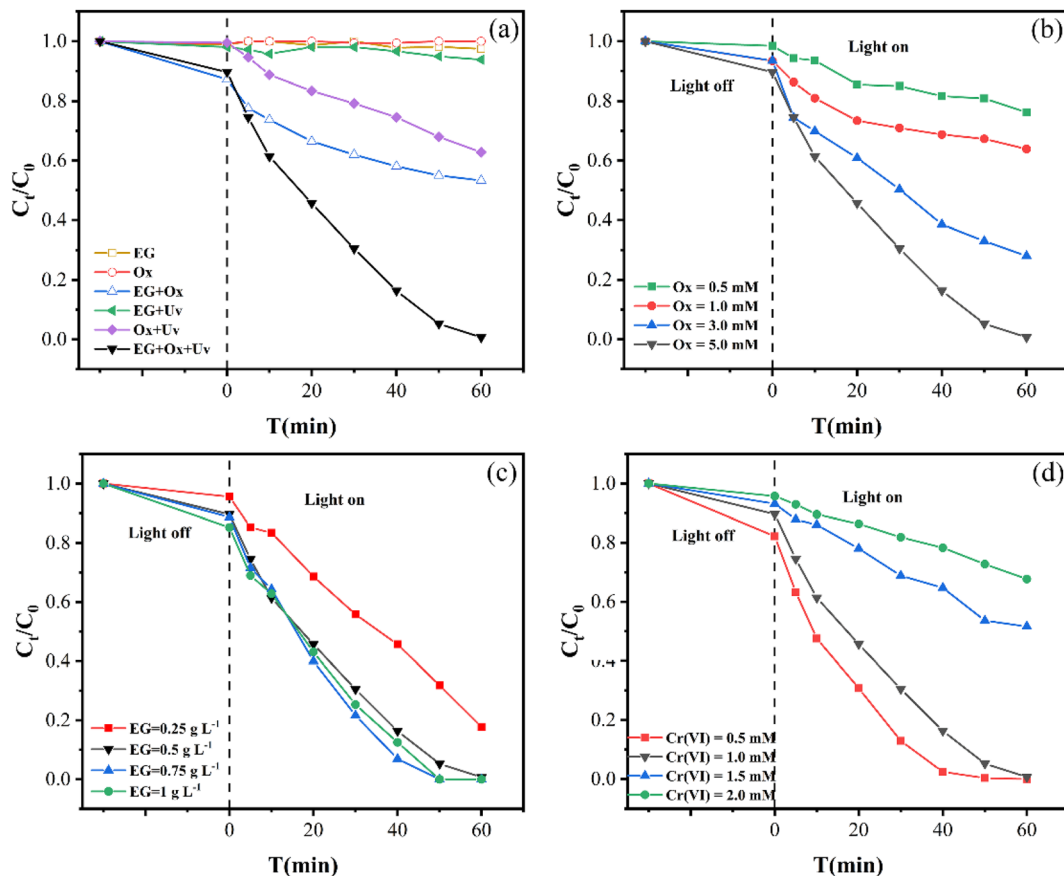 (a)
1.0
0.8
0.6
0.4
0.2
0.0
Ct/C0
EG
Ox
EG+Ox
EG+Uv
Ox+Uv
EG+Ox+Uv
0 20 40 60
T(min)
(b)
1.0
0.8
0.6
0.4
0.2
0.0
Ct/C0
Light on
Light off
Ox = 0.5 mM
Ox = 1.0 mM
Ox = 3.0 mM
Ox = 5.0 mM
0 20 40 60
T(min)
(c)
1.0
0.8
0.6
0.4
0.2
0.0
Ct/C0
Light on
Light off
EG=0.25 g L-1
EG=0.5 g L-1
EG=0.75 g L-1
EG=1 g L-1
0 20 40 60
T(min)
(d)
1.0
0.8
0.6
0.4
0.2
0.0
Ct/C0
Light on
Light off
Cr(VI) = 0.5 mM
Cr(VI) = 1.0 mM
Cr(VI) = 1.5 mM
Cr(VI) = 2.0 mM
0 20 40 60
T(min)